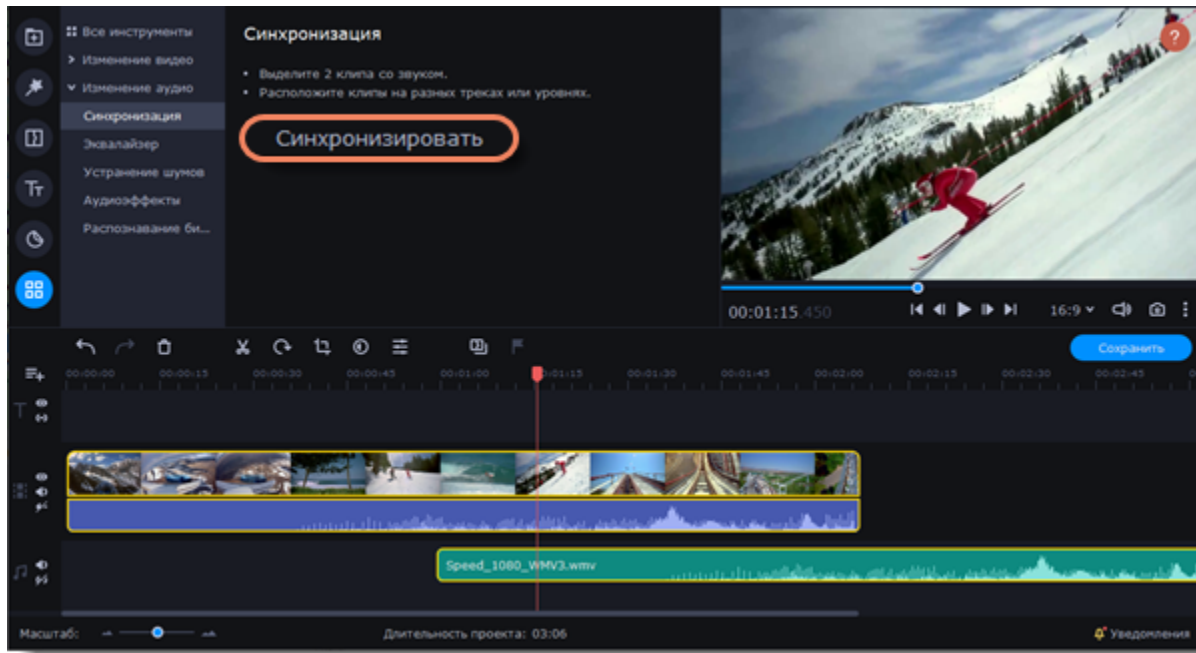 Все инструменты
Изменение видео
Изменение аудио
Синхронизация
Эквалайзер
Устранение шумов
Аудиоэффекты
Распознавание би...
Синхронизация
• Выделите 2 клипа со звуком.
• Расположите клипы на разных треках или уровнях.
Синхронизировать
?
00:01:15.450
16:9
Сохранить
00:00:00 00:00:15 00:00:30 00:00:45 00:01:00 00:01:15 00:01:30 00:01:45 00:02:00 00:02:15 00:02:30 00:02:45
Speed_1080_WMV3.wmv
Масштаб:
Длительность проекта: 03:06
Уведомления